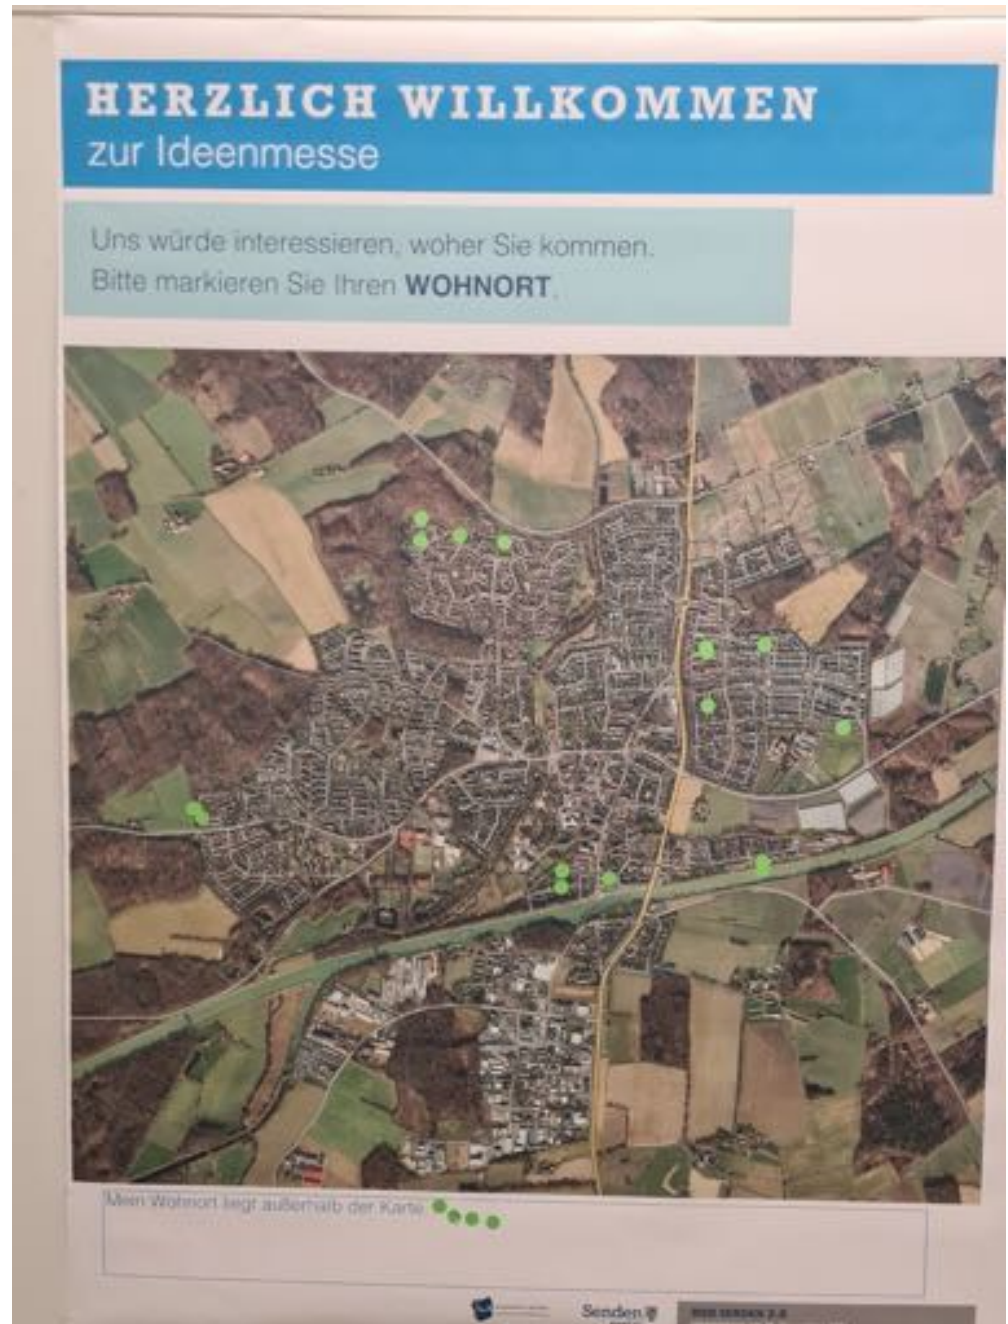 HERZLICH WILLKOMMEN
zur Ideenmesse
Uns würde interessieren, woher Sie kommen.
Bitte markieren Sie Ihren WOHNORT.
Mein Wohnort liegt außerhalb der Karte
Senden